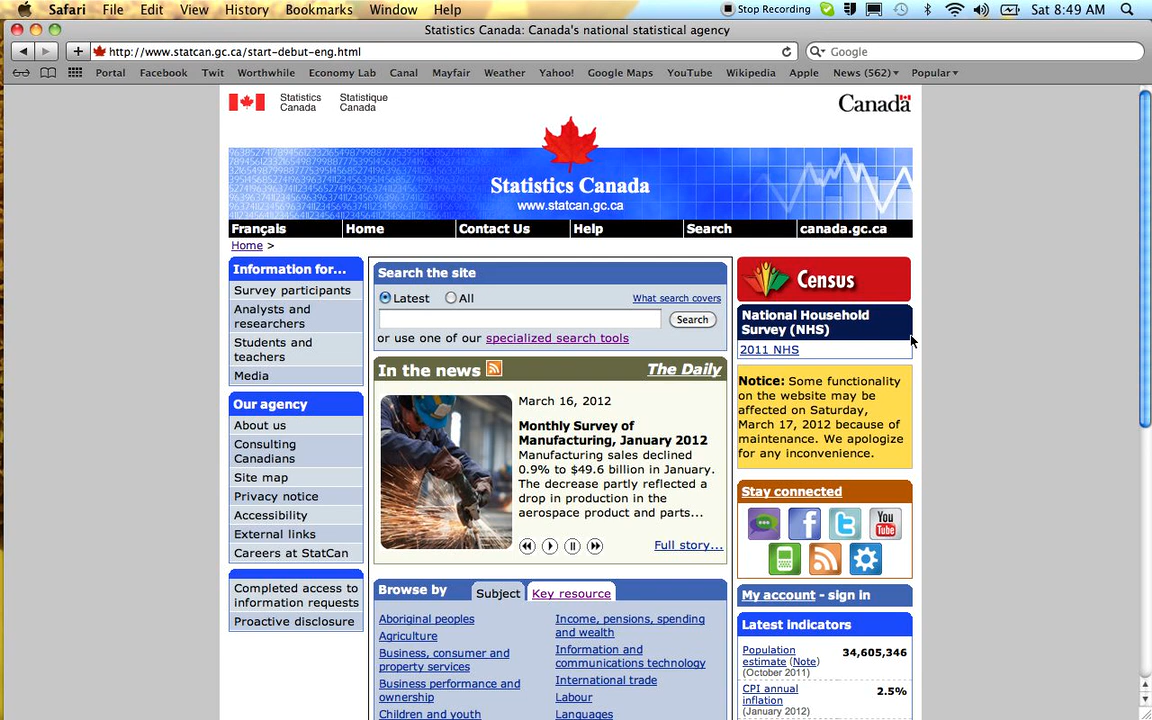 Safari File Edit View History Bookmarks Window Help Stop Recording Sat 8:49 AM
Statistics Canada: Canada's national statistical agency
http://www.statcan.gc.ca/start-debut-eng.html
Google
Portal Facebook Twit Worthwhile Economy Lab Canal Mayfair Weather Yahoo! Google Maps YouTube Wikipedia Apple News (562) Popular
Statistics Canada
Statistique Canada
Canada
Statistics Canada
www.statcan.gc.ca
Français Home Contact Us Help Search canada.gc.ca
Home >
Information for...
Survey participants
Analysts and
researchers
Students and
teachers
Media
Our agency
About us
Consulting
Canadians
Site map
Privacy notice
Accessibility
External links
Careers at StatCan
Completed access to
information requests
Proactive disclosure
Search the site
Latest All What search covers
Search
or use one of our specialized search tools
In the news The Daily
March 16, 2012
Monthly Survey of
Manufacturing, January 2012
Manufacturing sales declined
0.9% to $49.6 billion in January.
The decrease partly reflected a
drop in production in the
aerospace product and parts...
Full story...
Browse by Subject Key resource
Aboriginal peoples
Agriculture
Business, consumer and
property services
Business performance and
ownership
Children and youth
Income, pensions, spending
and wealth
Information and
communications technology
International trade
Labour
Languages
Census
National Household
Survey (NHS)
2011 NHS
Notice: Some functionality
on the website may be
affected on Saturday,
March 17, 2012 because of
maintenance. We apologize
for any inconvenience.
Stay connected
You
Tube
My account - sign in
Latest indicators
Population
estimate (Note)
(October 2011)
34,605,346
CPI annual
inflation
(January 2012)
2.5%